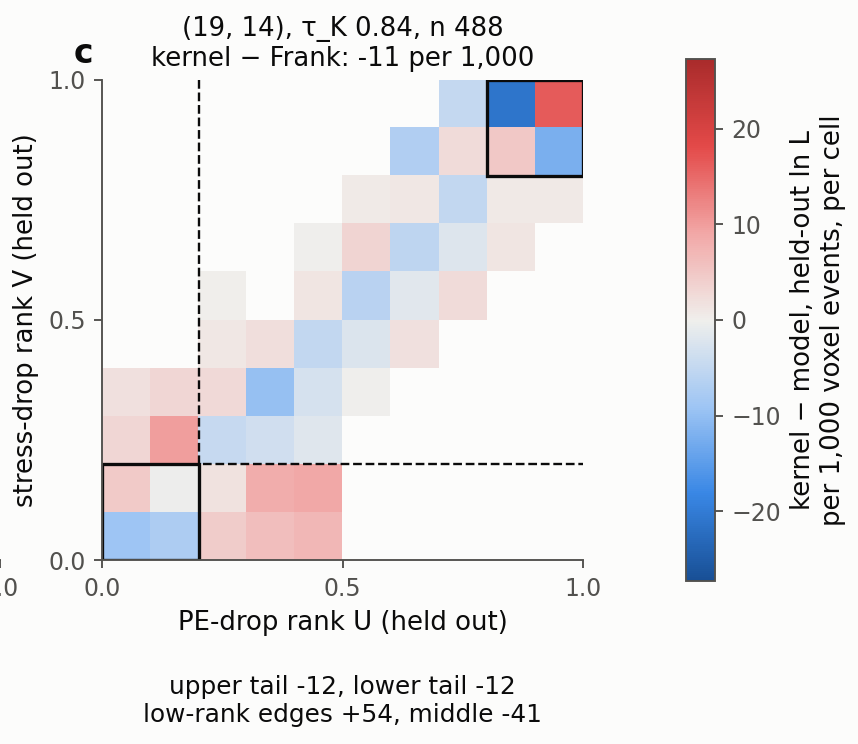 c
(19, 14), τ_K 0.84, n 488
kernel − Frank: -11 per 1,000
1.0
0.5
0.0
0.0
0.5
1.0
.0
stress-drop rank V (held out)
PE-drop rank U (held out)
upper tail -12, lower tail -12
low-rank edges +54, middle -41
20
10
0
−10
−20
kernel − model, held-out ln L
per 1,000 voxel events, per cell